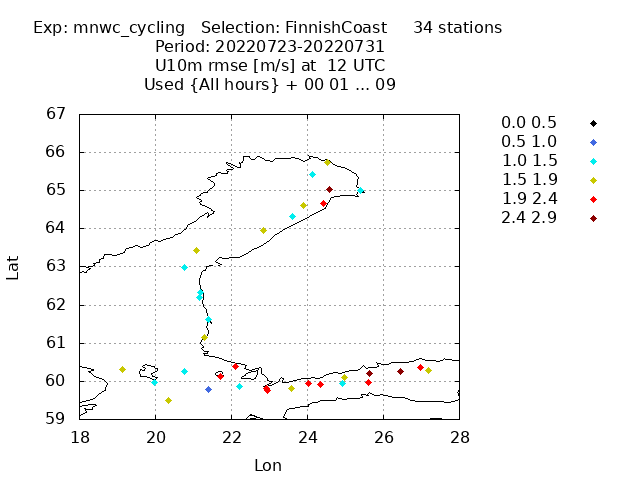 Exp: mnwc_cycling   Selection: FinnishCoast     34 stations
Period: 20220723-20220731
U10m rmse [m/s] at  12 UTC
Used {All hours} + 00 01 ... 09
67
66
65
64
63
62
61
60
59
18 20 22 24 26 28
Lat
Lon
0.0 0.5
0.5 1.0
1.0 1.5
1.5 1.9
1.9 2.4
2.4 2.9